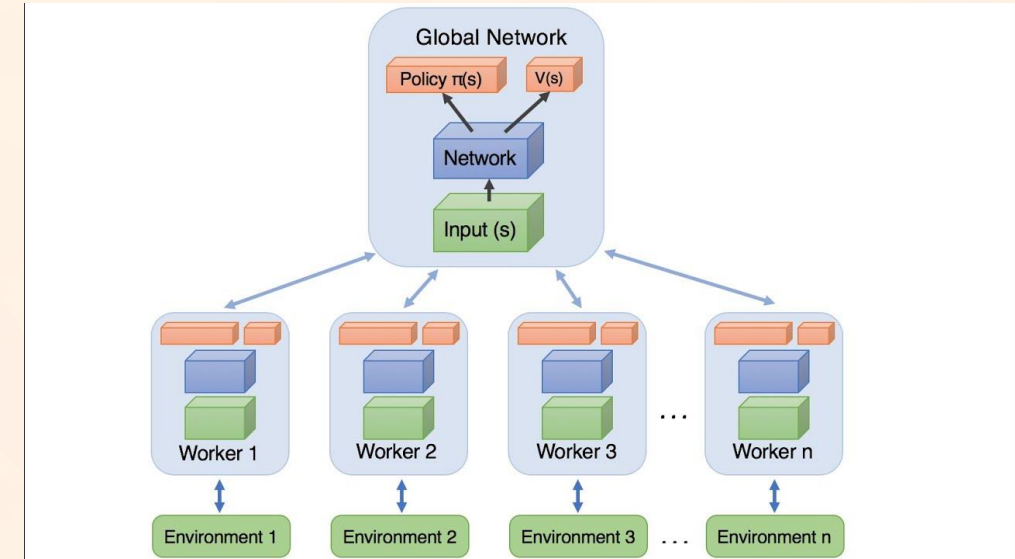 Global Network
Policy π(s) V(s)
Network
Input (s)
Worker 1 Worker 2 Worker 3 ... Worker n
Environment 1 Environment 2 Environment 3 ... Environment n